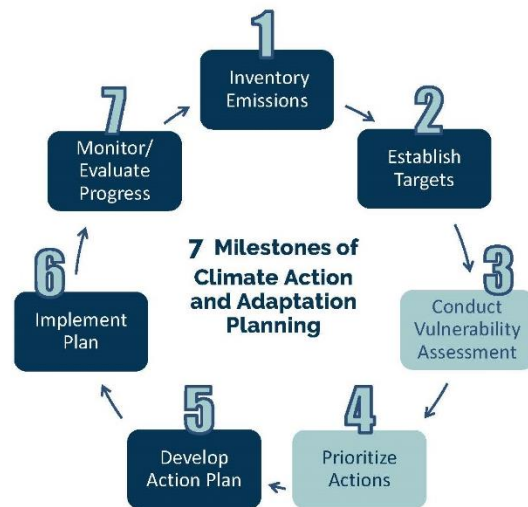 1
Inventory
Emissions
2
Establish
Targets
3
Conduct
Vulnerability
Assessment
4
Prioritize
Actions
5
Develop
Action Plan
6
Implement
Plan
7
Monitor/
Evaluate
Progress
7 Milestones of
Climate Action
and Adaptation
Planning